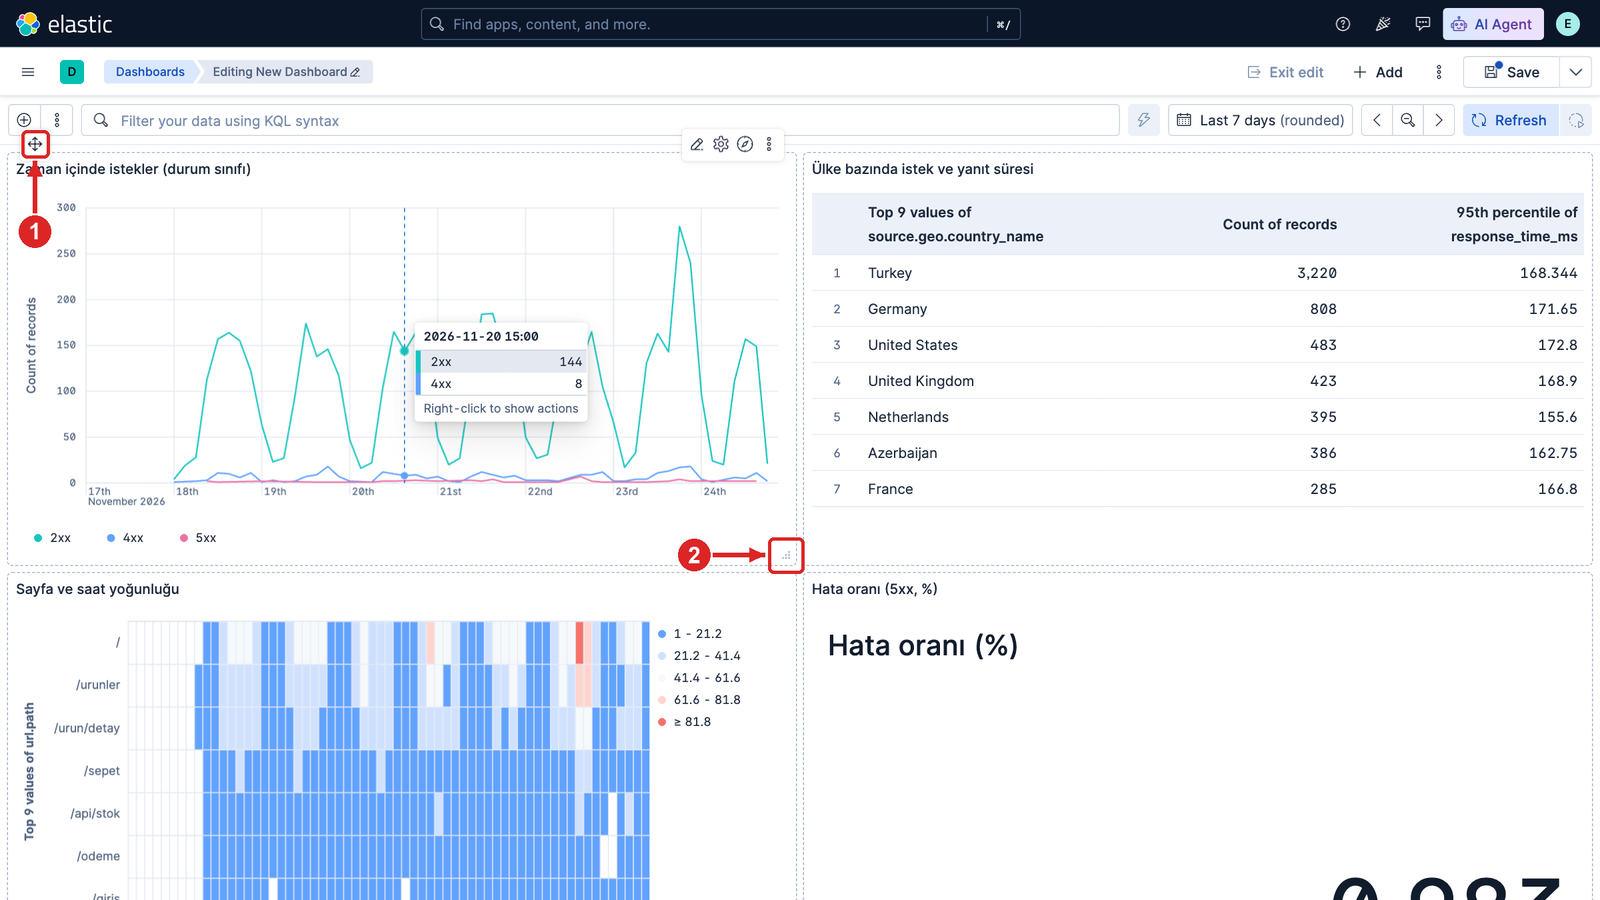 elastic
Find apps, content, and more.
⌘/
AI Agent
E
D
Dashboards
Editing New Dashboard
Exit edit
Add
Save
Filter your data using KQL syntax
Last 7 days (rounded)
Refresh
Zaman içinde istekler (durum sınıfı)
1
Count of records
300
250
200
150
100
50
0
17th
November 2026
18th
19th
20th
21st
22nd
23rd
24th
2026-11-20 15:00
2xx 144
4xx 8
Right-click to show actions
2xx
4xx
5xx
2
Ülke bazında istek ve yanıt süresi
Top 9 values of source.geo.country_name
Count of records
95th percentile of response_time_ms
1 Turkey 3,220 168.344
2 Germany 808 171.65
3 United States 483 172.8
4 United Kingdom 423 168.9
5 Netherlands 395 155.6
6 Azerbaijan 386 162.75
7 France 285 166.8
Sayfa ve saat yoğunluğu
Top 9 values of url.path
/
/urunler
/urun/detay
/sepet
/api/stok
/odeme
/giris
1 - 21.2
21.2 - 41.4
41.4 - 61.6
61.6 - 81.8
≥ 81.8
Hata oranı (5xx, %)
Hata oranı (%)